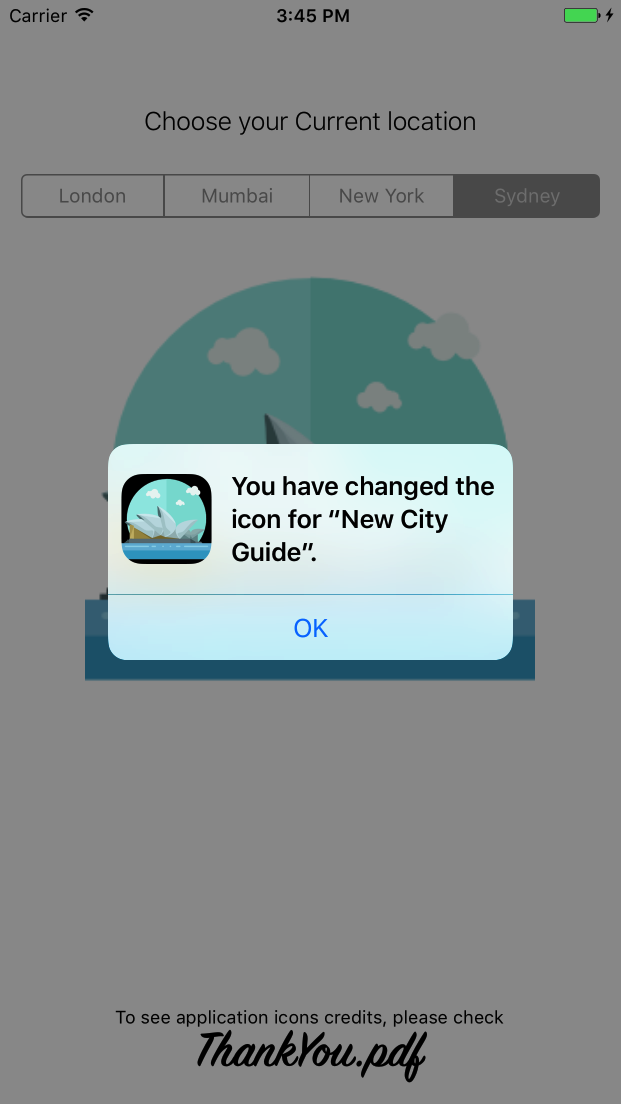 Carrier
3:45 PM
Choose your Current location
London Mumbai New York Sydney
You have changed the
icon for “New City
Guide”.
OK
To see application icons credits, please check
ThankYou.pdf